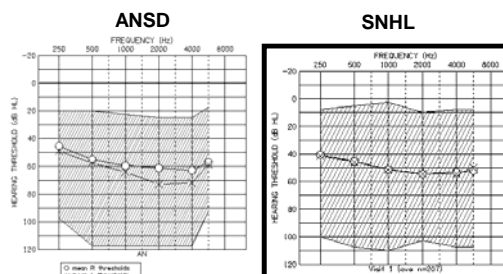 ANSD
SNHL
FREQUENCY (Hz)
250 500 1000 2000 4000 8000
HEARING THRESHOLD (dB HL)
-20
0
20
40
60
80
100
120
AN
O mean R thresholds
FREQUENCY (Hz)
250 500 1000 2000 4000 8000
HEARING THRESHOLD (dB HL)
-20
0
20
40
60
80
100
120
Visit 1 (ave n=207)